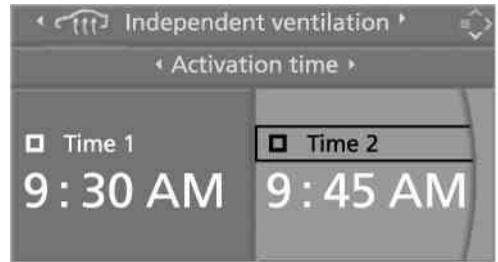 Independent ventilation
Activation time
Time 1
Time 2
9 : 30 AM
9 : 45 AM